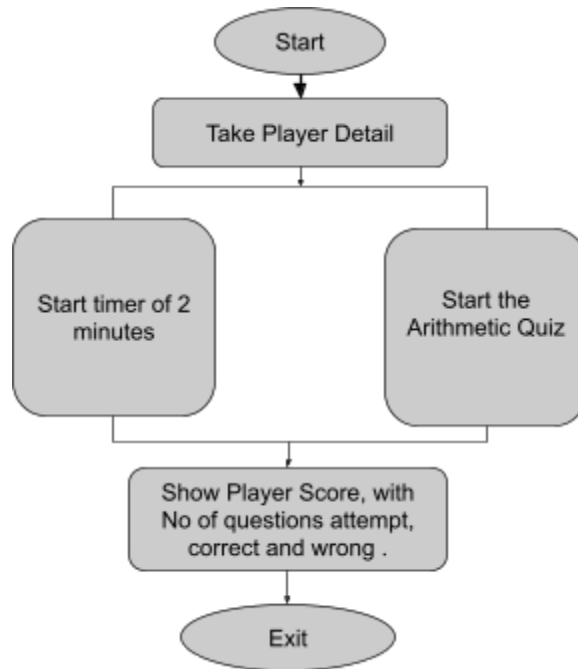 Start
Take Player Detail
Start timer of 2
minutes
Start the
Arithmetic Quiz
Show Player Score, with
No of questions attempt,
correct and wrong .
Exit